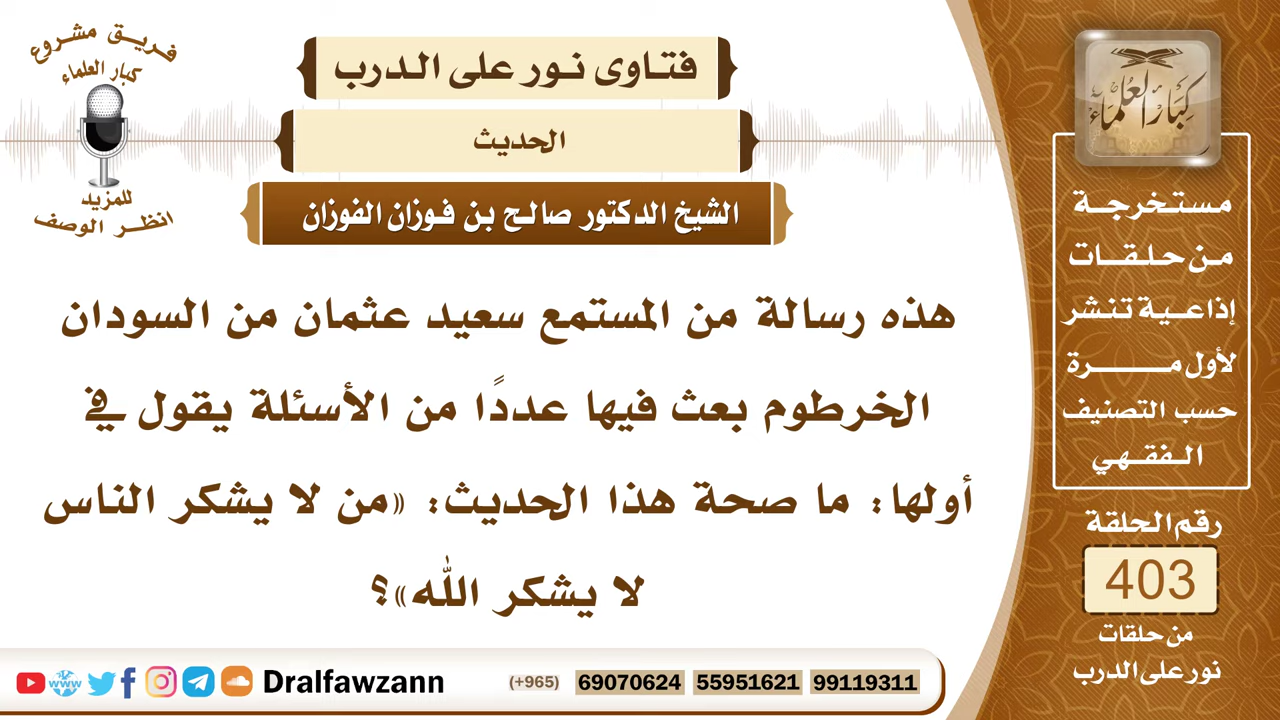 فريق مشروع
كبار العلماء
للمزيد
انظر الوصف
فتاوى نور على الدرب
الحديث
الشيخ الدكتور صالح بن فوزان الفوزان
هذه رسالة من المستمع سعيد عثمان من السودان
الخرطوم بعث فيها عددًا من الأسئلة يقول في
أولها: ما صحة هذا الحديث: «من لا يشكر الناس
لا يشكر الله»؟
كبار العلماء
مستخرجة
من حلقات
إذاعية تنشر
لأول مرة
حسب التصنيف
الفقهي
رقم الحلقة
403
من حلقات
نور على الدرب
www Dralfawzann (+965) 69070624 55951621 99119311